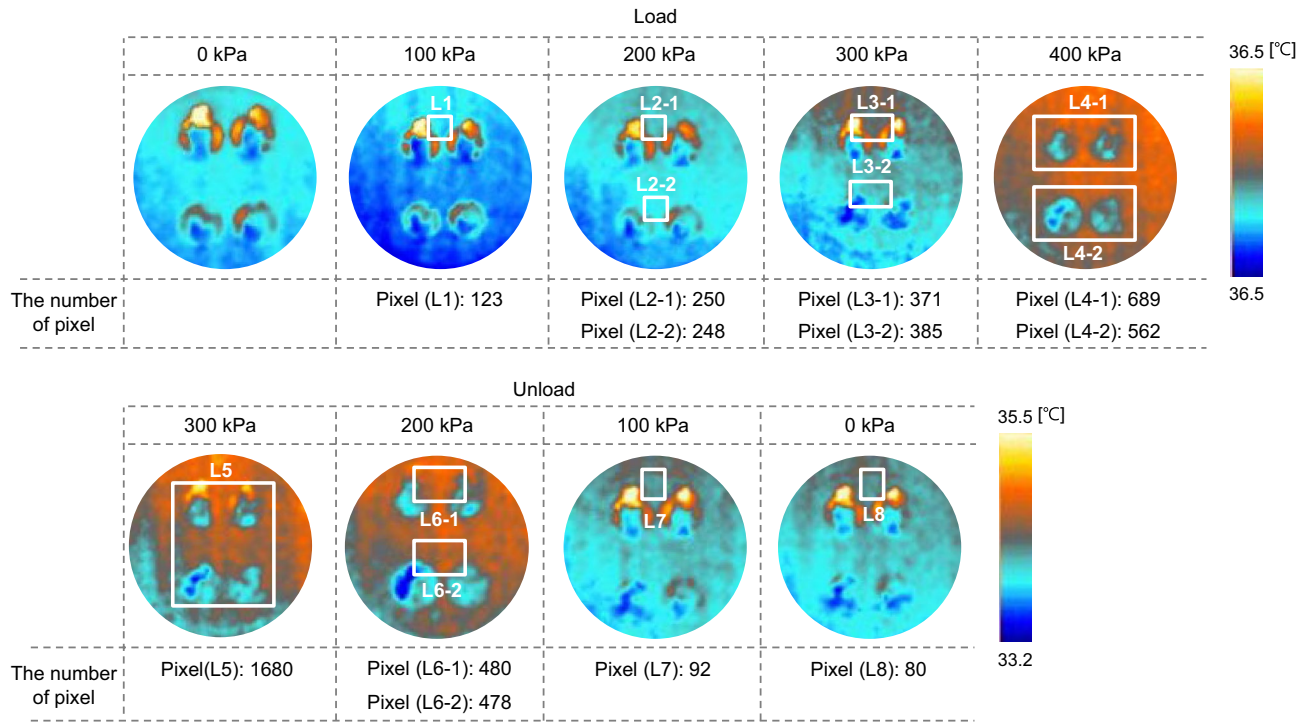 Load
0 kPa 100 kPa 200 kPa 300 kPa 400 kPa
36.5 [℃]
L1 L2-1 L3-1 L4-1
L2-2 L3-2
L4-2
36.5
The number of pixel
Pixel (L1): 123 Pixel (L2-1): 250 Pixel (L3-1): 371 Pixel (L4-1): 689
Pixel (L2-2): 248 Pixel (L3-2): 385 Pixel (L4-2): 562
Unload
300 kPa 200 kPa 100 kPa 0 kPa
35.5 [℃]
L5
L6-1 L7 L8
L6-2
33.2
The number of pixel
Pixel(L5): 1680 Pixel (L6-1): 480 Pixel (L7): 92 Pixel (L8): 80
Pixel (L6-2): 478